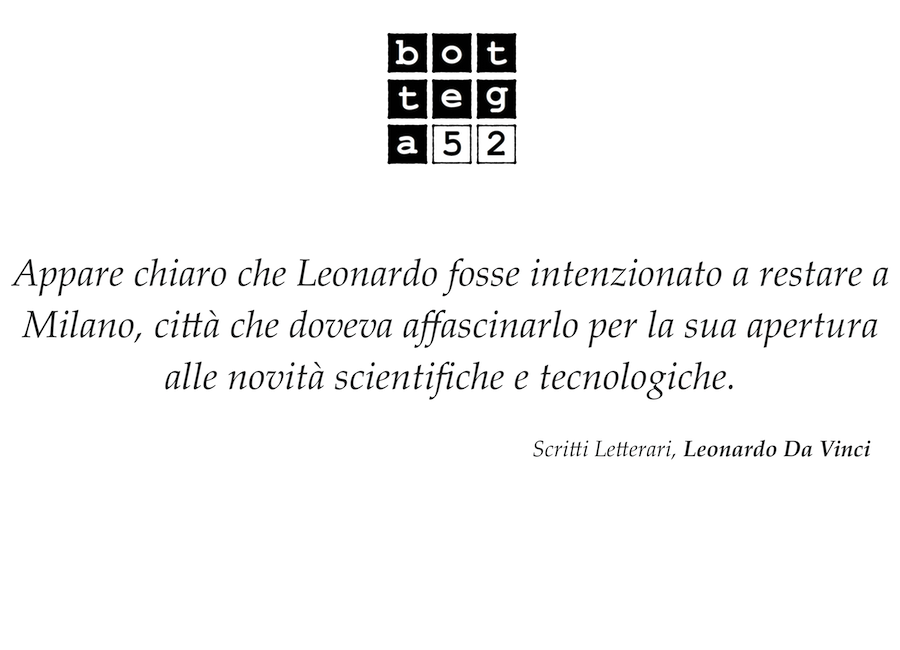 bot
teg
a52
Appare chiaro che Leonardo fosse intenzionato a restare a
Milano, città che doveva affascinarlo per la sua apertura
alle novità scientifiche e tecnologiche.
Scritti Letterari, Leonardo Da Vinci